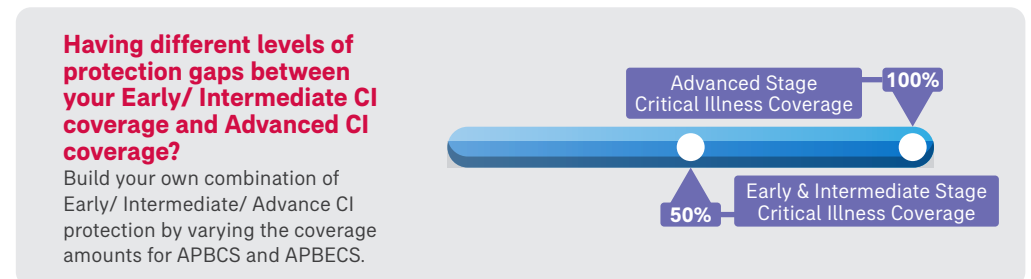 Having different levels of
protection gaps between
your Early/ Intermediate CI
coverage and Advanced CI
coverage?
Build your own combination of
Early/ Intermediate/ Advance CI
protection by varying the coverage
amounts for APBCS and APBECS.
Advanced Stage
Critical Illness Coverage
100%
50%
Early & Intermediate Stage
Critical Illness Coverage